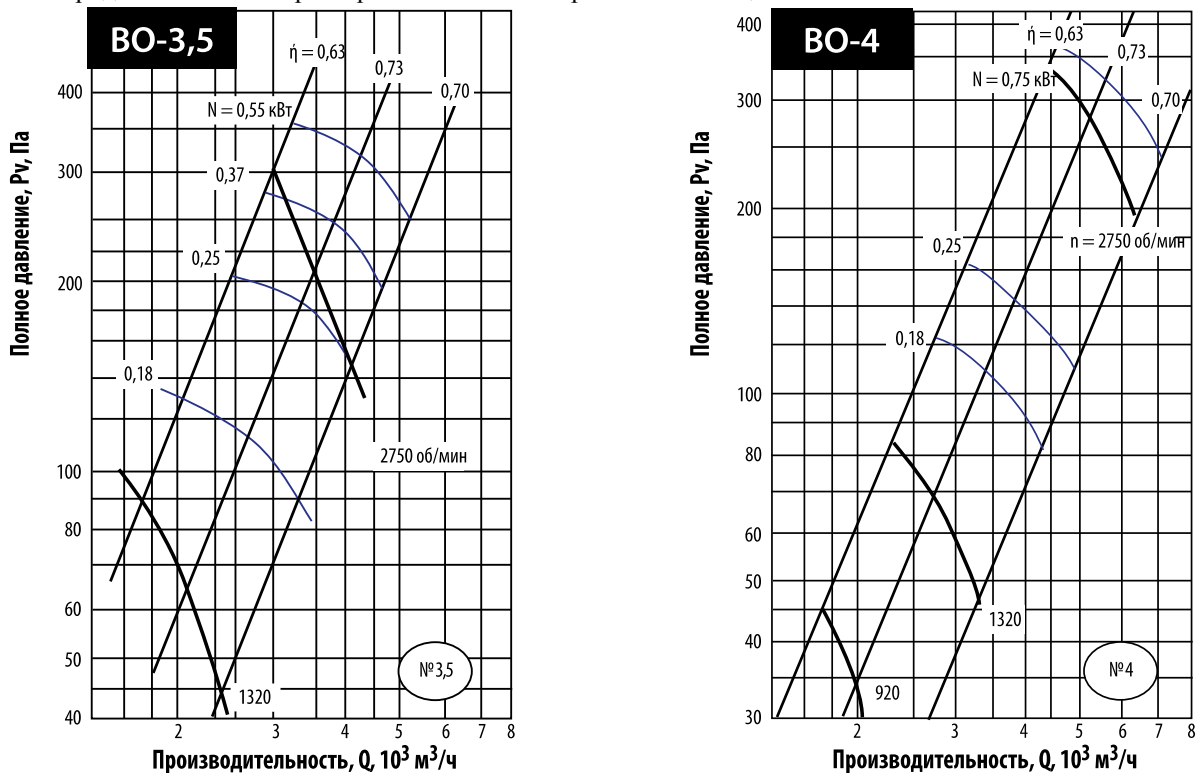 ВО-3,5
ή = 0,63
0,73
0,70
N = 0,55 кВт
0,37
0,25
0,18
2750 об/мин
1320
№3,5
400
300
200
100
80
60
50
40
2 3 4 5 6 7 8
Полное давление, Pv, Па
Производительность, Q, 10³ м³/ч
ВО-4
ή = 0,63
0,73
N = 0,75 кВт
0,70
0,25
n = 2750 об/мин
0,18
1320
920
№4
400
300
200
100
80
60
50
40
30
2 3 4 5 6 7 8
Полное давление, Pv, Па
Производительность, Q, 10³ м³/ч